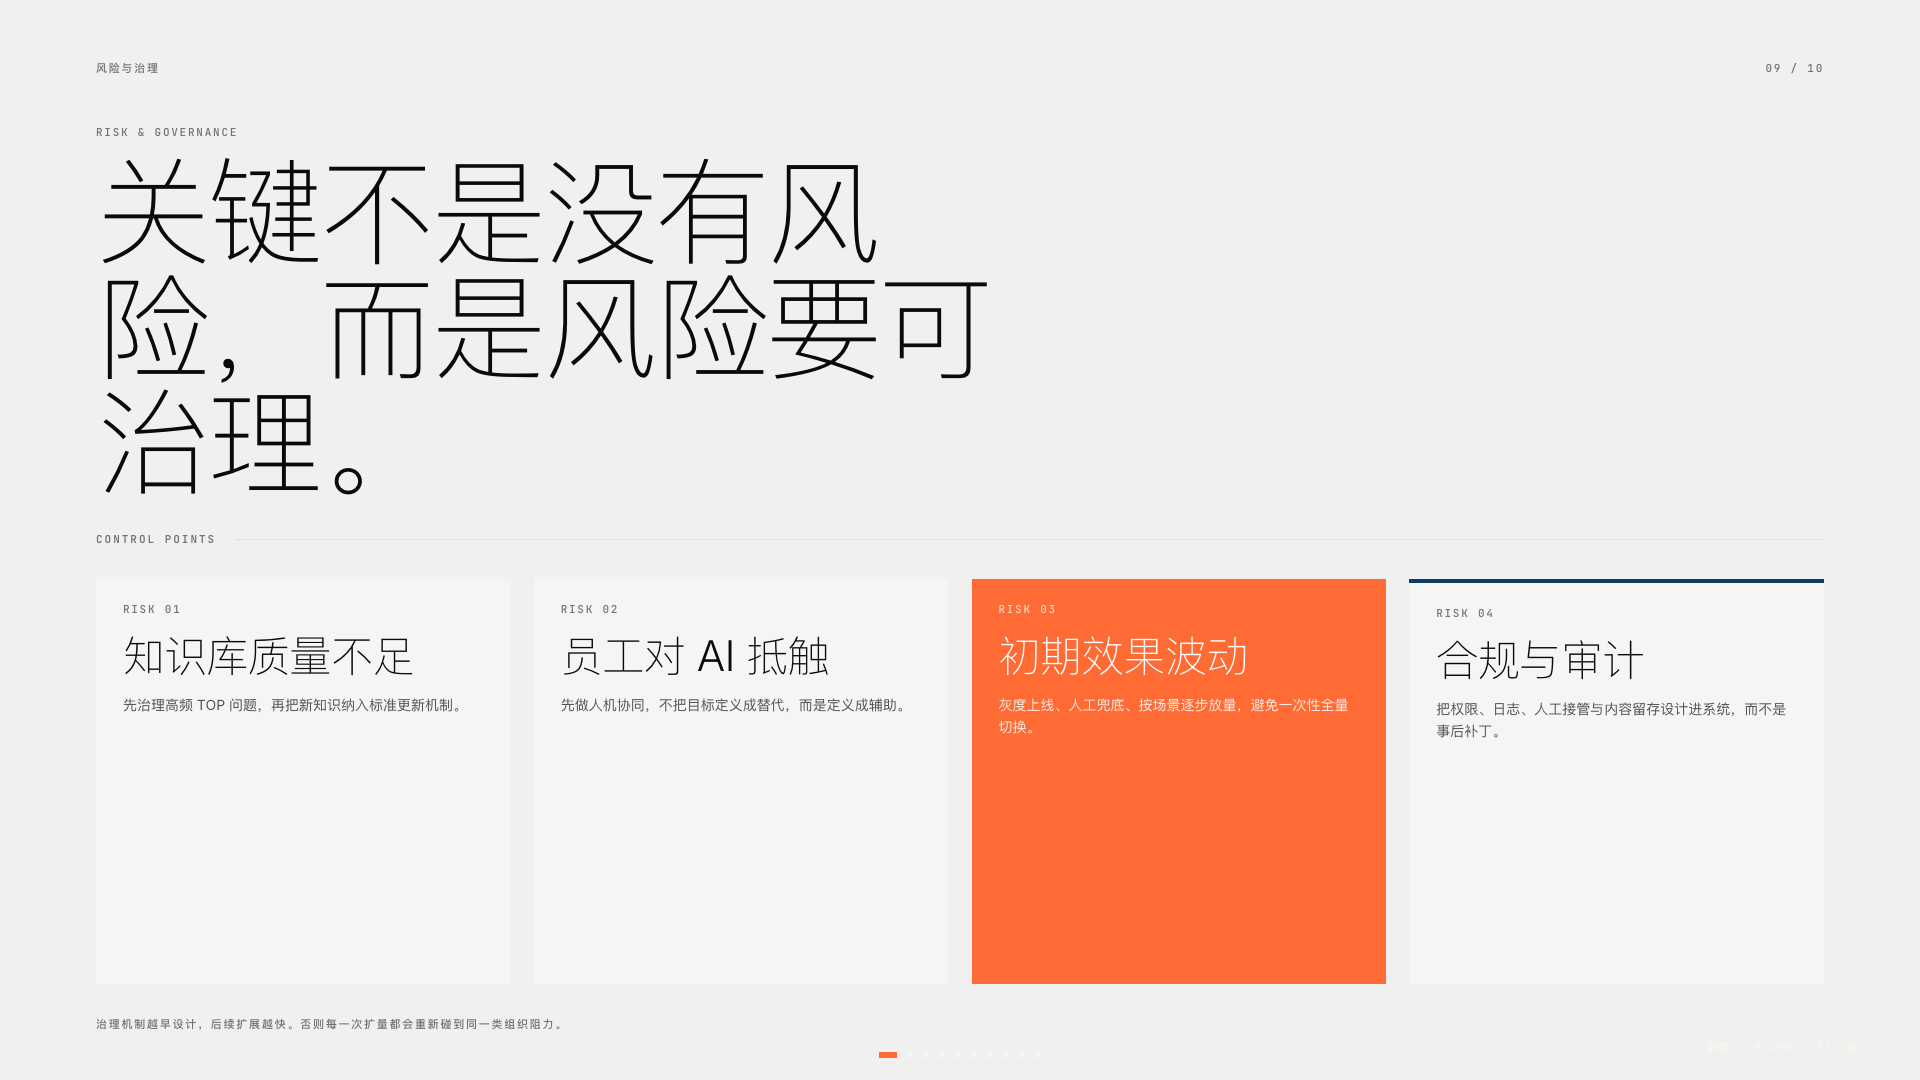 风险与治理
09 / 10
RISK & GOVERNANCE
关键不是没有风
险，而是风险要可
治理。
CONTROL POINTS
RISK 01
知识库质量不足
先治理高频 TOP 问题，再把新知识纳入标准更新机制。
RISK 02
员工对 AI 抵触
先做人机协同，不把目标定义成替代，而是定义成辅助。
RISK 03
初期效果波动
灰度上线、人工兜底、按场景逐步放量，避免一次性全量
切换。
RISK 04
合规与审计
把权限、日志、人工接管与内容留存设计进系统，而不是
事后补丁。
治理机制越早设计，后续扩展越快。否则每一次扩量都会重新碰到同一类组织阻力。